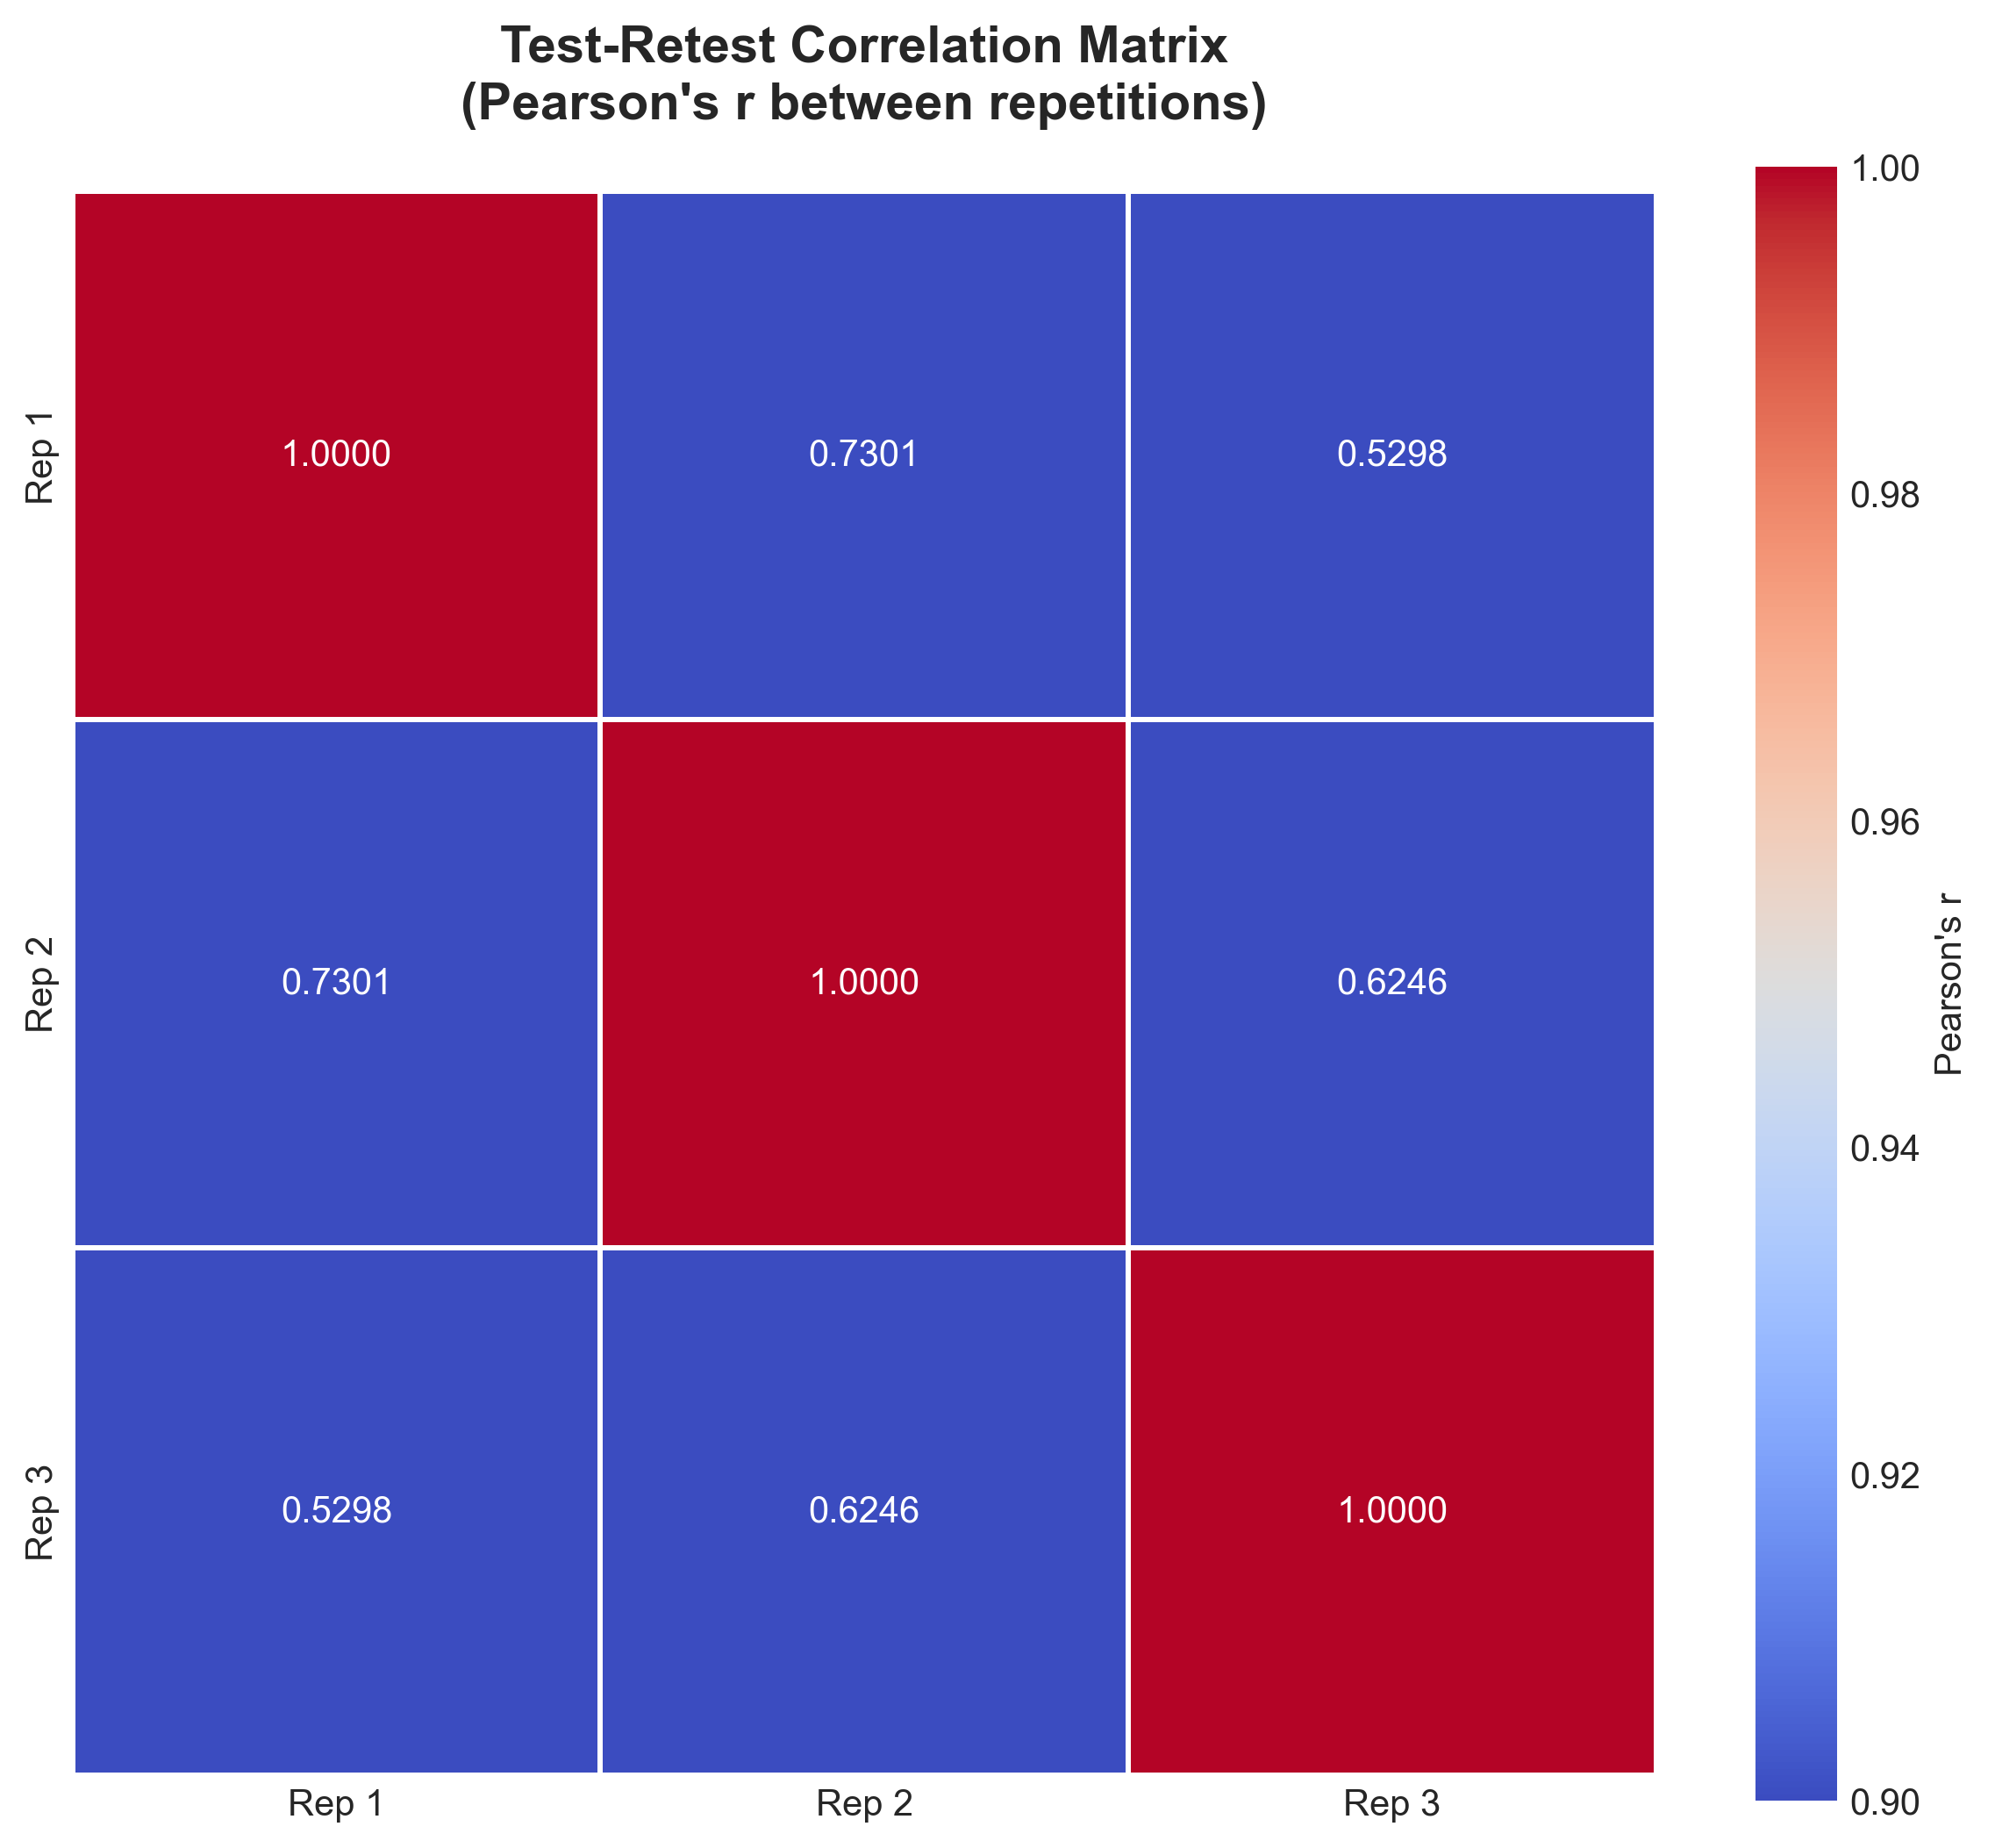 Test-Retest Correlation Matrix
(Pearson's r between repetitions)
Rep 1
1.0000
0.7301
0.5298
Rep 2
0.7301
1.0000
0.6246
Rep 3
0.5298
0.6246
1.0000
Rep 1
Rep 2
Rep 3
1.00
0.98
0.96
0.94
0.92
0.90
Pearson's r